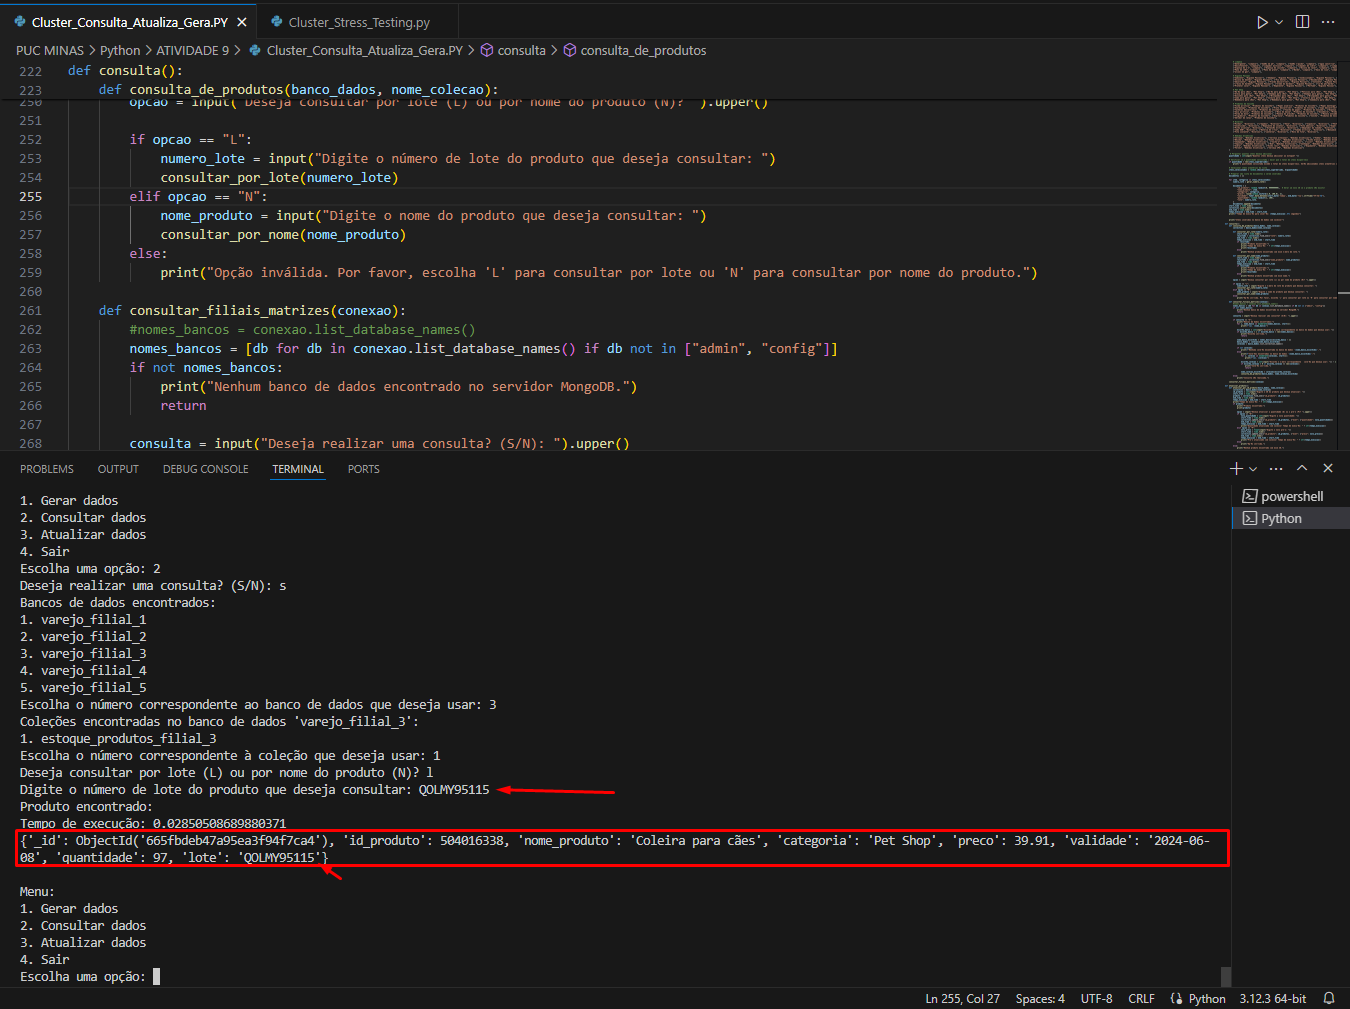 Cluster_Consulta_Atualiza_Gera.PY
Cluster_Stress_Testing.py
PUC MINAS > Python > ATIVIDADE 9 > Cluster_Consulta_Atualiza_Gera.PY > consulta > consulta_de_produtos
222 def consulta():
223 def consulta_de_produtos(banco_dados, nome_colecao):
250 opcao = input("Deseja consultar por lote (L) ou por nome do produto (N)? ").upper()
251
252 if opcao == "L":
253 numero_lote = input("Digite o número de lote do produto que deseja consultar: ")
254 consultar_por_lote(numero_lote)
255 elif opcao == "N":
256 nome_produto = input("Digite o nome do produto que deseja consultar: ")
257 consultar_por_nome(nome_produto)
258 else:
259 print("Opção inválida. Por favor, escolha 'L' para consultar por lote ou 'N' para consultar por nome do produto.")
260
261 def consultar_filiais_matrizes(conexao):
262 #nomes_bancos = conexao.list_database_names()
263 nomes_bancos = [db for db in conexao.list_database_names() if db not in ["admin", "config"]]
264 if not nomes_bancos:
265 print("Nenhum banco de dados encontrado no servidor MongoDB.")
266 return
267
268 consulta = input("Deseja realizar uma consulta? (S/N): ").upper()
PROBLEMS OUTPUT DEBUG CONSOLE TERMINAL PORTS
powershell
Python
1. Gerar dados
2. Consultar dados
3. Atualizar dados
4. Sair
Escolha uma opção: 2
Deseja realizar uma consulta? (S/N): s
Bancos de dados encontrados:
1. varejo_filial_1
2. varejo_filial_2
3. varejo_filial_3
4. varejo_filial_4
5. varejo_filial_5
Escolha o número correspondente ao banco de dados que deseja usar: 3
Coleções encontradas no banco de dados 'varejo_filial_3':
1. estoque_produtos_filial_3
Escolha o número correspondente à coleção que deseja usar: 1
Deseja consultar por lote (L) ou por nome do produto (N)? l
Digite o número de lote do produto que deseja consultar: QOLMY95115
Produto encontrado:
Tempo de execução: 0.02850508689880371
{'_id': ObjectId('665fbdeb47a95ea3f94f7ca4'), 'id_produto': 504016338, 'nome_produto': 'Coleira para cães', 'categoria': 'Pet Shop', 'preco': 39.91, 'validade': '2024-06-
08', 'quantidade': 97, 'lote': 'QOLMY95115'}
Menu:
1. Gerar dados
2. Consultar dados
3. Atualizar dados
4. Sair
Escolha uma opção:
Ln 255, Col 27 Spaces: 4 UTF-8 CRLF Python 3.12.3 64-bit